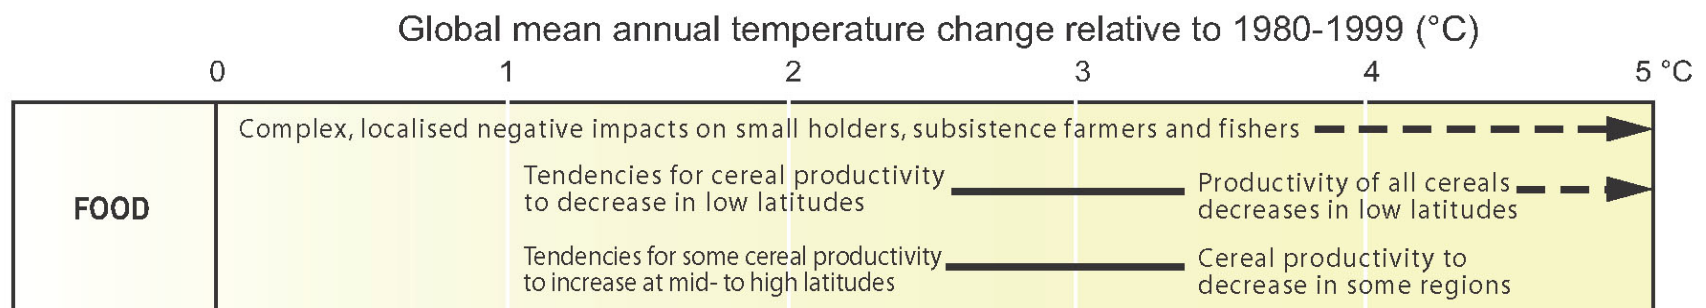 Global mean annual temperature change relative to 1980-1999 (°C)
0 1 2 3 4 5 °C
Complex, localised negative impacts on small holders, subsistence farmers and fishers
FOOD
Tendencies for cereal productivity
to decrease in low latitudes
Productivity of all cereals
decreases in low latitudes
Tendencies for some cereal productivity
to increase at mid- to high latitudes
Cereal productivity to
decrease in some regions